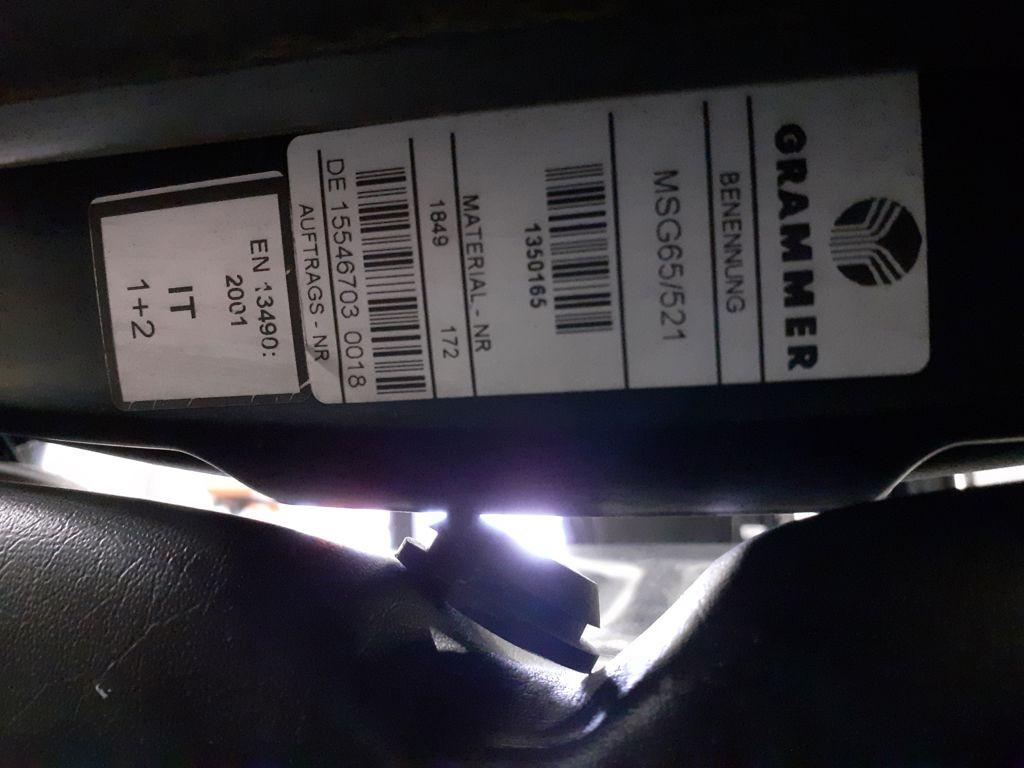 GRAMMER
BENENNUNG
MSG65/521
1350165
MATERIAL - NR
1849 172
DE 15546703 0018
AUFTRAGS - NR
EN 13490:
2001
IT
1+2